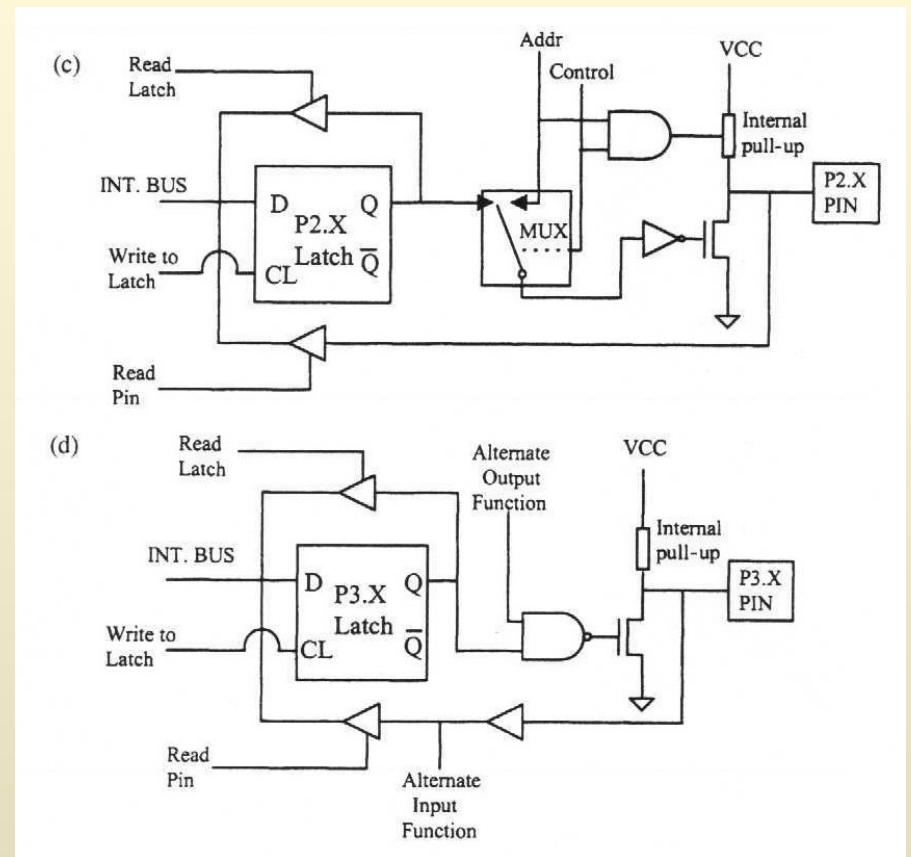 (c)
Read
Latch
Addr
Control
VCC
Internal
pull-up
INT. BUS
D
Q
P2.X
Latch
Q̅
CL
MUX
P2.X
PIN
Write to
Latch
Read
Pin
(d)
Read
Latch
Alternate
Output
Function
VCC
Internal
pull-up
INT. BUS
D
Q
P3.X
Latch
Q̅
CL
P3.X
PIN
Write to
Latch
Read
Pin
Alternate
Input
Function